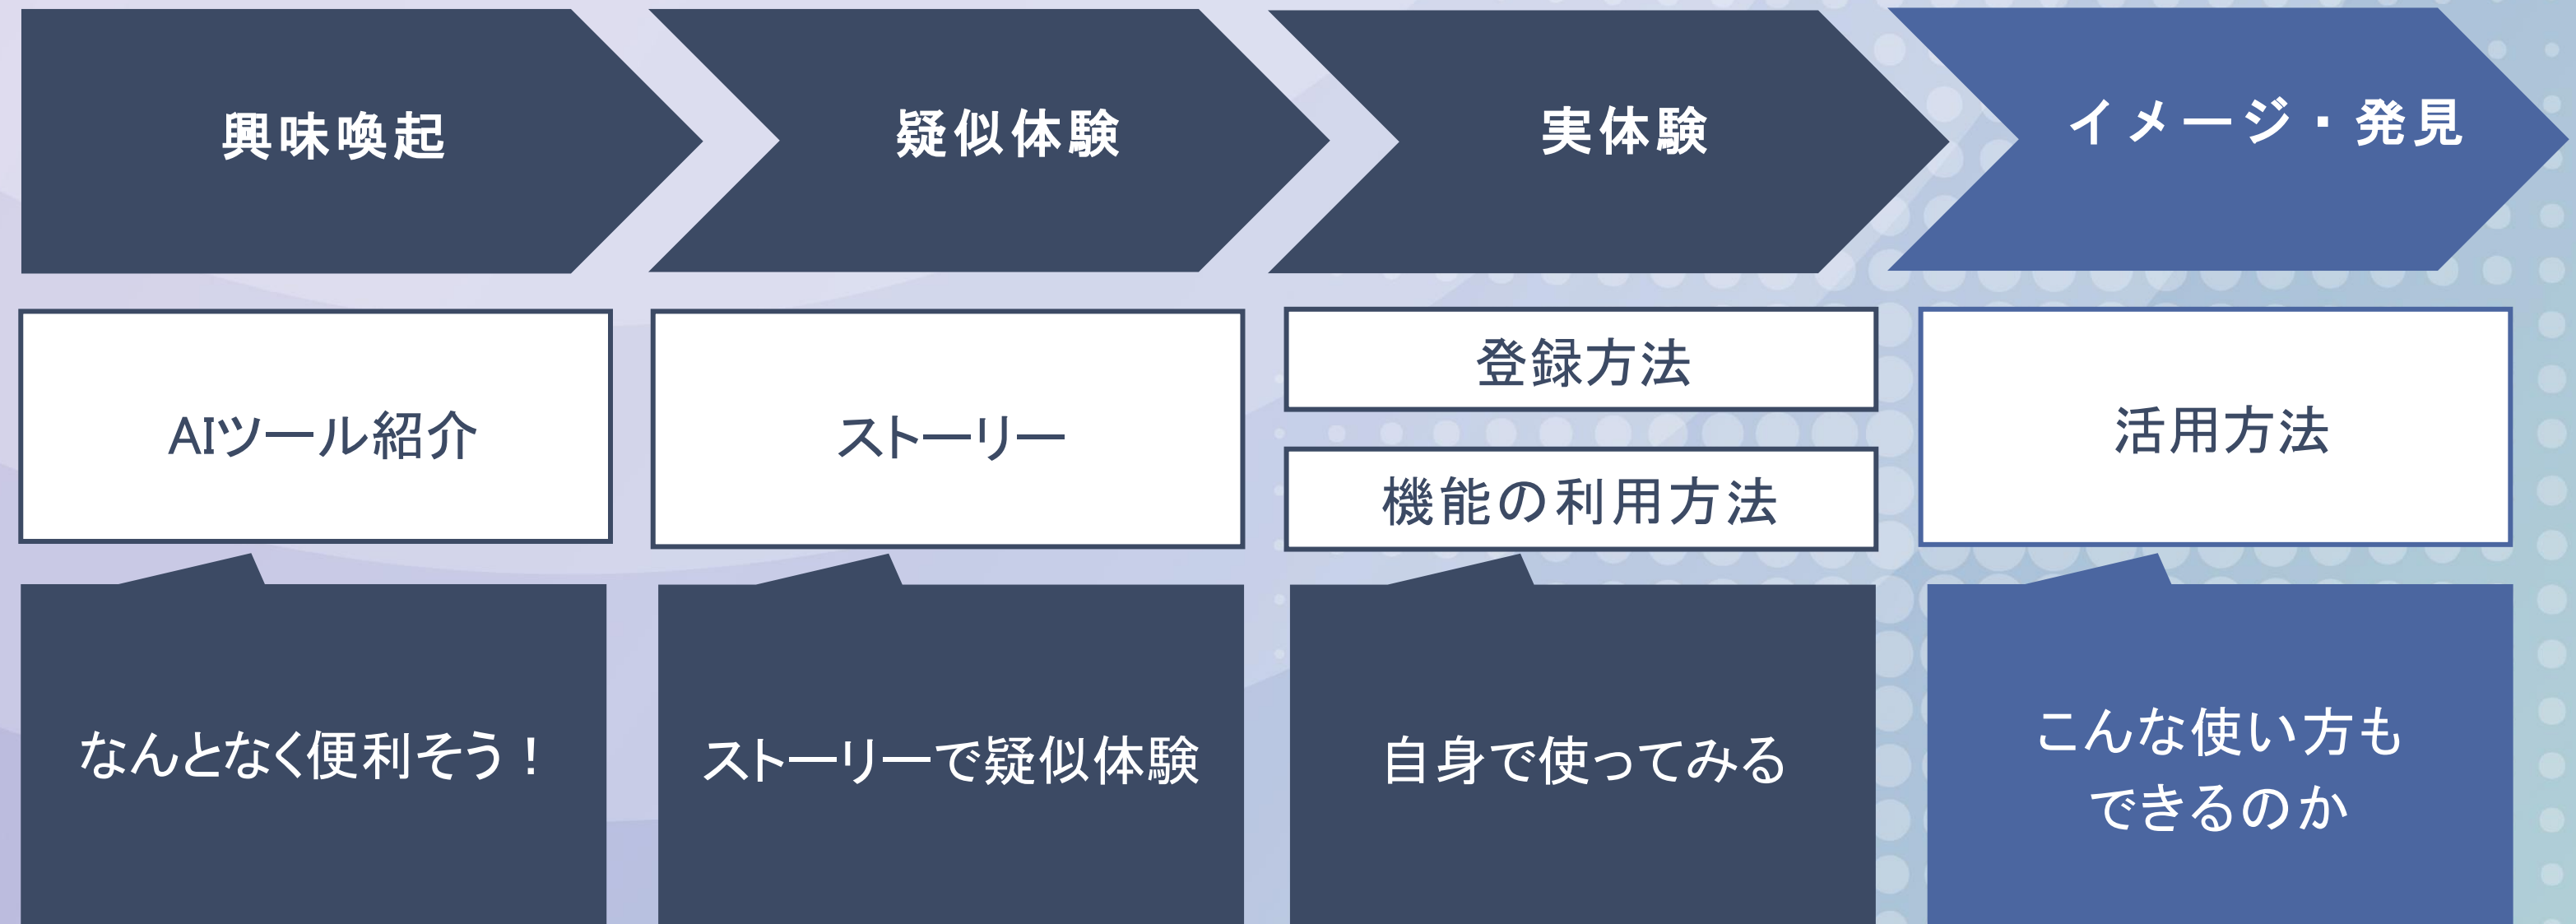 興味喚起
疑似体験
実体験
イメージ・発見
AIツール紹介
ストーリー
登録方法
機能の利用方法
活用方法
なんとなく便利そう！
ストーリーで疑似体験
自身で使ってみる
こんな使い方も
できるのか